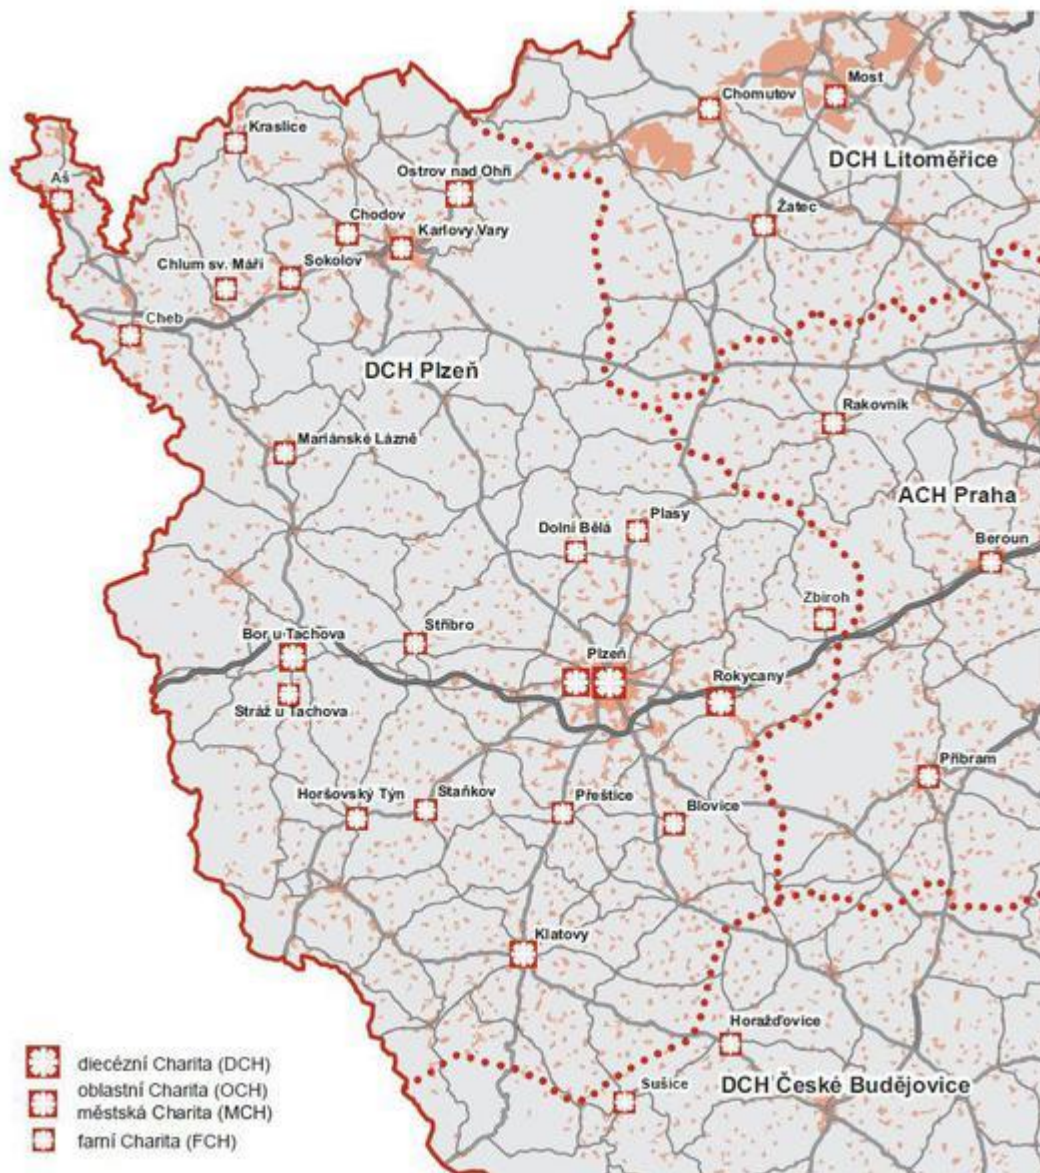 Most
Chomutov
Kraslice
DCH Litoměřice
Ostrov nad Ohří
Aš
Chodov
Žatec
Karlovy Vary
Chlum sv. Máří
Sokolov
Cheb
DCH Plzeň
Rakovník
Mariánské Lázně
ACH Praha
Plasy
Dolní Bělá
Beroun
Zbiroh
Stříbro
Bor u Tachova
Plzeň
Rokycany
Stráž u Tachova
Příbram
Horšovský Týn
Staňkov
Přeštice
Blovice
Klatovy
Horažďovice
Sušice
DCH České Budějovice
diecézní Charita (DCH)
oblastní Charita (OCH)
městská Charita (MCH)
farní Charita (FCH)